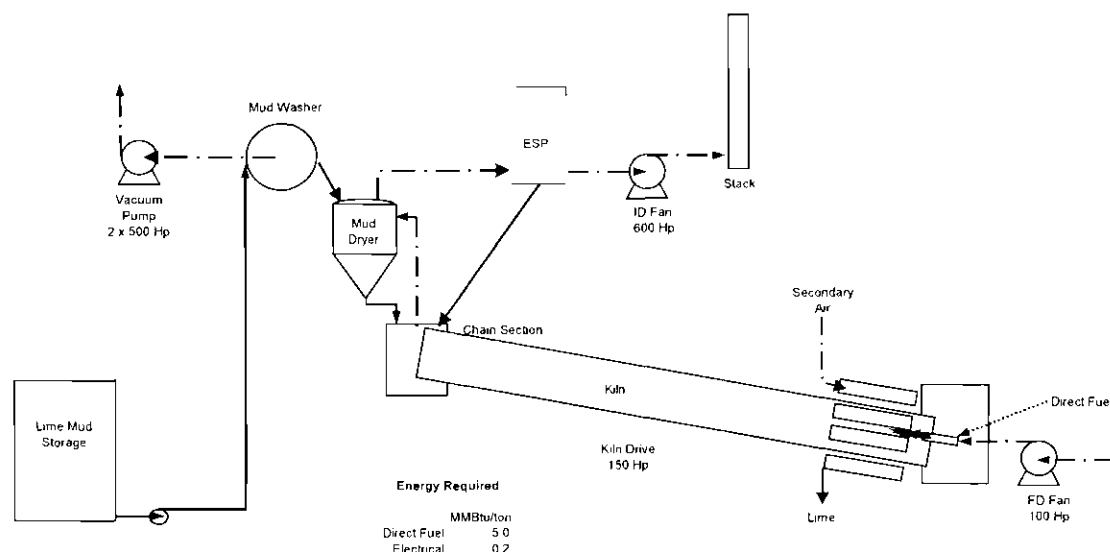 Mud Washer
ESP
Vacuum
Pump
2 x 500 Hp
Mud
Dryer
ID Fan
600 Hp
Stack
Secondary
Air
Chain Section
Kiln
Direct Fuel
Lime Mud
Storage
Kiln Drive
150 Hp
Lime
FD Fan
100 Hp
Energy Required
MMBtu/ton
Direct Fuel 5.0
Electrical 0.2